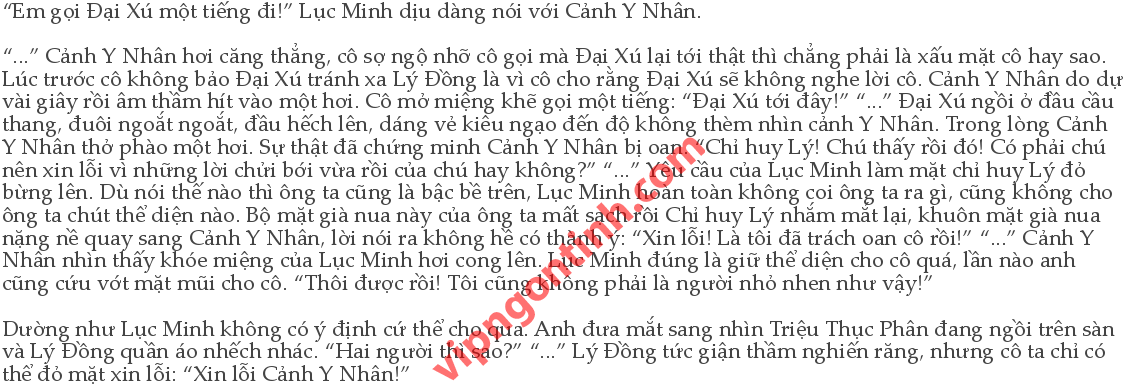 “Em gọi Đại Xú một tiếng đi!” Lục Minh dịu dàng nói với Cảnh Y Nhân.
“...” Cảnh Y Nhân hơi căng thẳng, cô sợ ngộ nhỡ cô gọi mà Đại Xú lại tới thật thì chẳng phải là xấu mặt cô hay sao.
Lúc trước cô không bảo Đại Xú tránh xa Lý Đồng là vì cô cho rằng Đại Xú sẽ không nghe lời cô. Cảnh Y Nhân do dự
vài giây rồi âm thầm hít vào một hơi. Cô mở miệng khẽ gọi một tiếng: “Đại Xú tới đây!” “...” Đại Xú ngồi ở đầu cầu
thang, đuôi ngoắt ngoắt, đầu hếch lên, dáng vẻ kiêu ngạo đến độ không thèm nhìn cảnh Y Nhân. Trong lòng Cảnh
Y Nhân thở phào một hơi. Sự thật đã chứng minh Cảnh Y Nhân bị oan. “Chỉ huy Lý! Chú thấy rồi đó! Có phải chú
nên xin lỗi vì những lời chửi bới vừa rồi của chú hay không?” “...” Yêu cầu của Lục Minh làm mặt chỉ huy Lý đỏ
bừng lên. Dù nói thế nào thì ông ta cũng là bậc bề trên, Lục Minh hoàn toàn không coi ông ta ra gì, cũng không cho
ông ta chút thể diện nào. Bộ mặt già nua này của ông ta mất sạch rồi Chỉ huy Lý nhắm mắt lại, khuôn mặt già nua
nặng nề quay sang Cảnh Y Nhân, lời nói ra không hề có thành ý: “Xin lỗi! Là tôi đã trách oan cô rồi!” “...” Cảnh Y
Nhân nhìn thấy khóe miệng của Lục Minh hơi cong lên. Lục Minh đúng là giữ thể diện cho cô quá, lần nào anh
cũng cứu vớt mặt mũi cho cô. “Thôi được rồi! Tôi cũng không phải là người nhỏ nhen như vậy!”
Dường như Lục Minh không có ý định cứ thế cho qua. Anh đưa mắt sang nhìn Triệu Thục Phân đang ngồi trên sàn
và Lý Đồng quần áo nhếch nhác. “Hai người thì sao?” “...” Lý Đồng tức giận thầm nghiến răng, nhưng cô ta chỉ có
thể đỏ mặt xin lỗi: “Xin lỗi Cảnh Y Nhân!”
vipngontinh.com